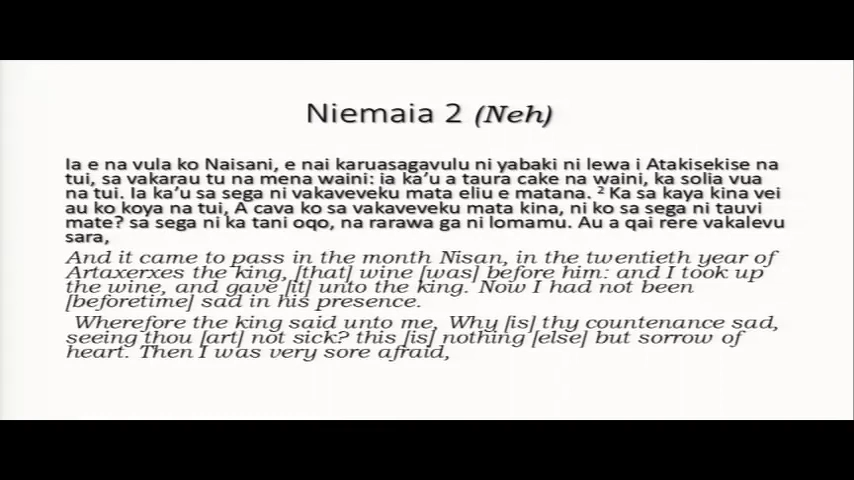 Niemaia 2 (Neh)
Ia e na vula ko Naisani, e nai karuasagavulu ni yabaki ni lewa i Atakisekise na
tui, sa vakarau tu na mena waini: ia ka’u a taura cake na waini, ka solia vua
na tui. Ia ka’u sa sega ni vakaveveku mata eliu e matana. ² Ka sa kaya kina vei
au ko koya na tui, A cava ko sa vakaveveku mata kina, ni ko sa sega ni tauvi
mate? sa sega ni ka tani oqo, na rarawa ga ni lomamu. Au a qai rere vakalevu
sara,
And it came to pass in the month Nisan, in the twentieth year of
Artaxerxes the king, [that] wine [was] before him: and I took up
the wine, and gave [it] unto the king. Now I had not been
[beforetime] sad in his presence.
Wherefore the king said unto me, Why [is] thy countenance sad,
seeing thou [art] not sick? this [is] nothing [else] but sorrow of
heart. Then I was very sore afraid,